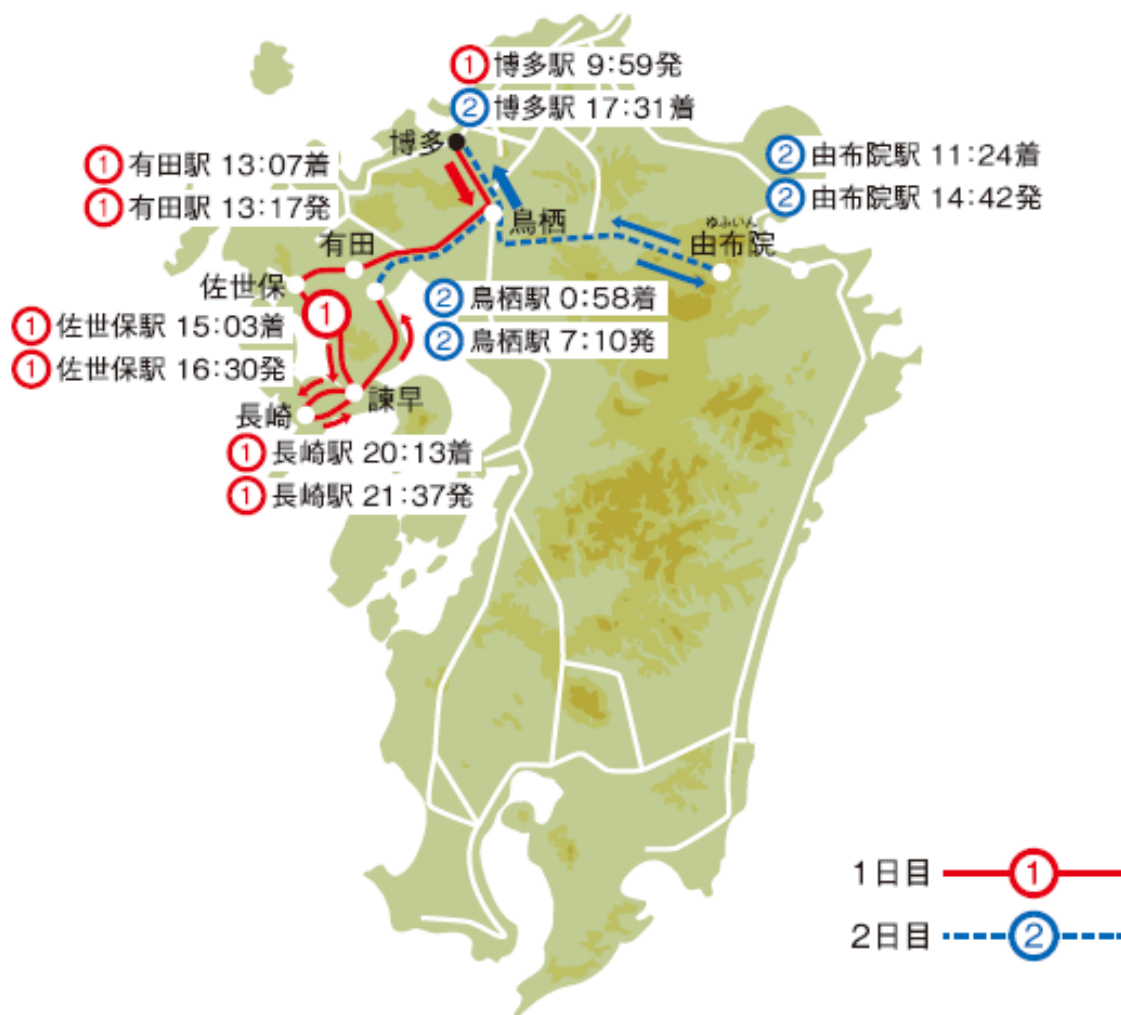 ① 博多駅 9:59発
② 博多駅 17:31着
博多
① 有田駅 13:07着
① 有田駅 13:17発
② 由布院駅 11:24着
② 由布院駅 14:42発
鳥栖
ゆふいん
由布院
有田
佐世保
① 佐世保駅 15:03着
① 佐世保駅 16:30発
①
② 鳥栖駅 0:58着
② 鳥栖駅 7:10発
諫早
長崎
① 長崎駅 20:13着
① 長崎駅 21:37発
1日目 ①
2日目 ②